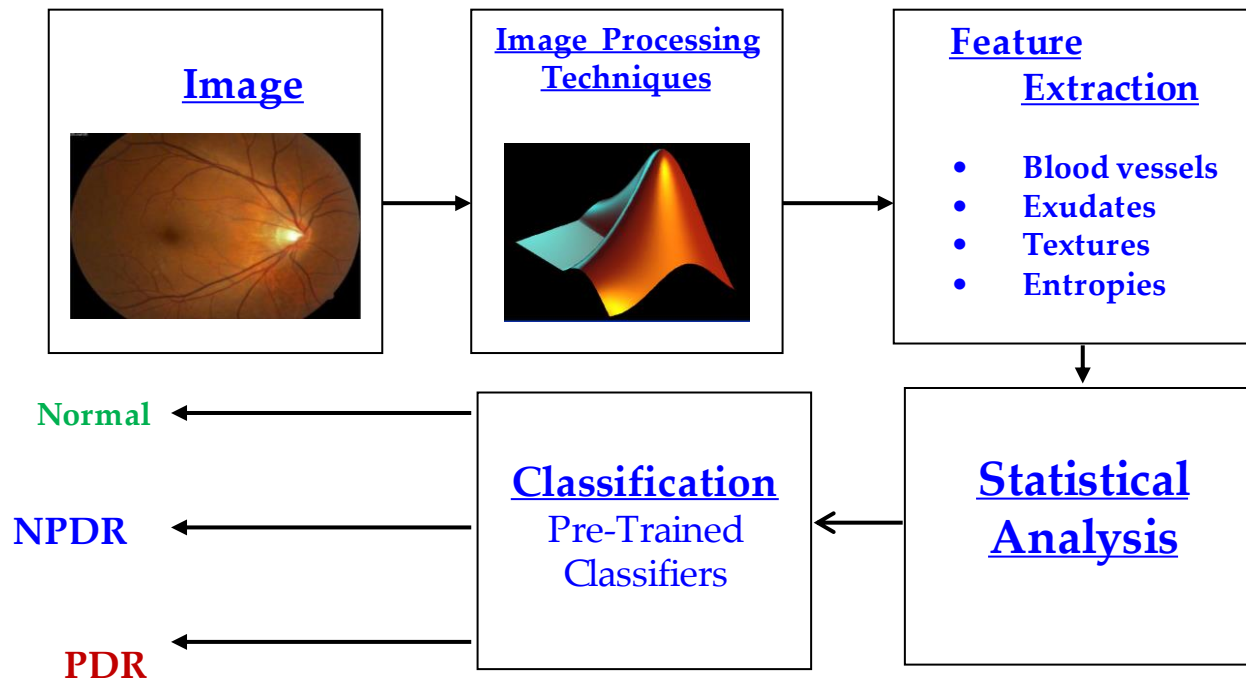 Image
Image Processing
Techniques
Feature
Extraction
• Blood vessels
• Exudates
• Textures
• Entropies
Statistical
Analysis
Classification
Pre-Trained
Classifiers
Normal
NPDR
PDR